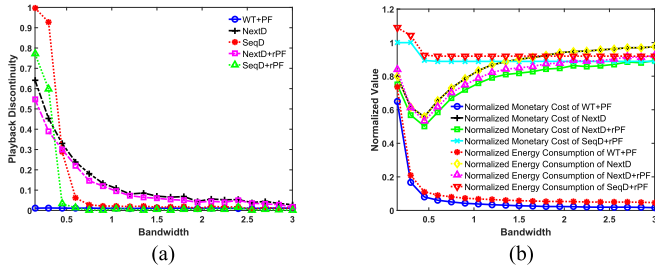 WT+PF
NextD
SeqD
NextD+rPF
SeqD+rPF
Playback Discontinuity
1
0.9
0.8
0.7
0.6
0.5
0.4
0.3
0.2
0.1
0
0.5 1 1.5 2 2.5 3
Bandwidth
(a)
Normalized Value
1.2
1
0.8
0.6
0.4
0.2
0
Normalized Monetary Cost of WT+PF
Normalized Monetary Cost of NextD
Normalized Monetary Cost of NextD+rPF
Normalized Monetary Cost of SeqD+rPF
Normalized Energy Consumption of WT+PF
Normalized Energy Consumption of NextD
Normalized Energy Consumption of NextD+rPF
Normalized Energy Consumption of SeqD+rPF
0.5 1 1.5 2 2.5 3
Bandwidth
(b)